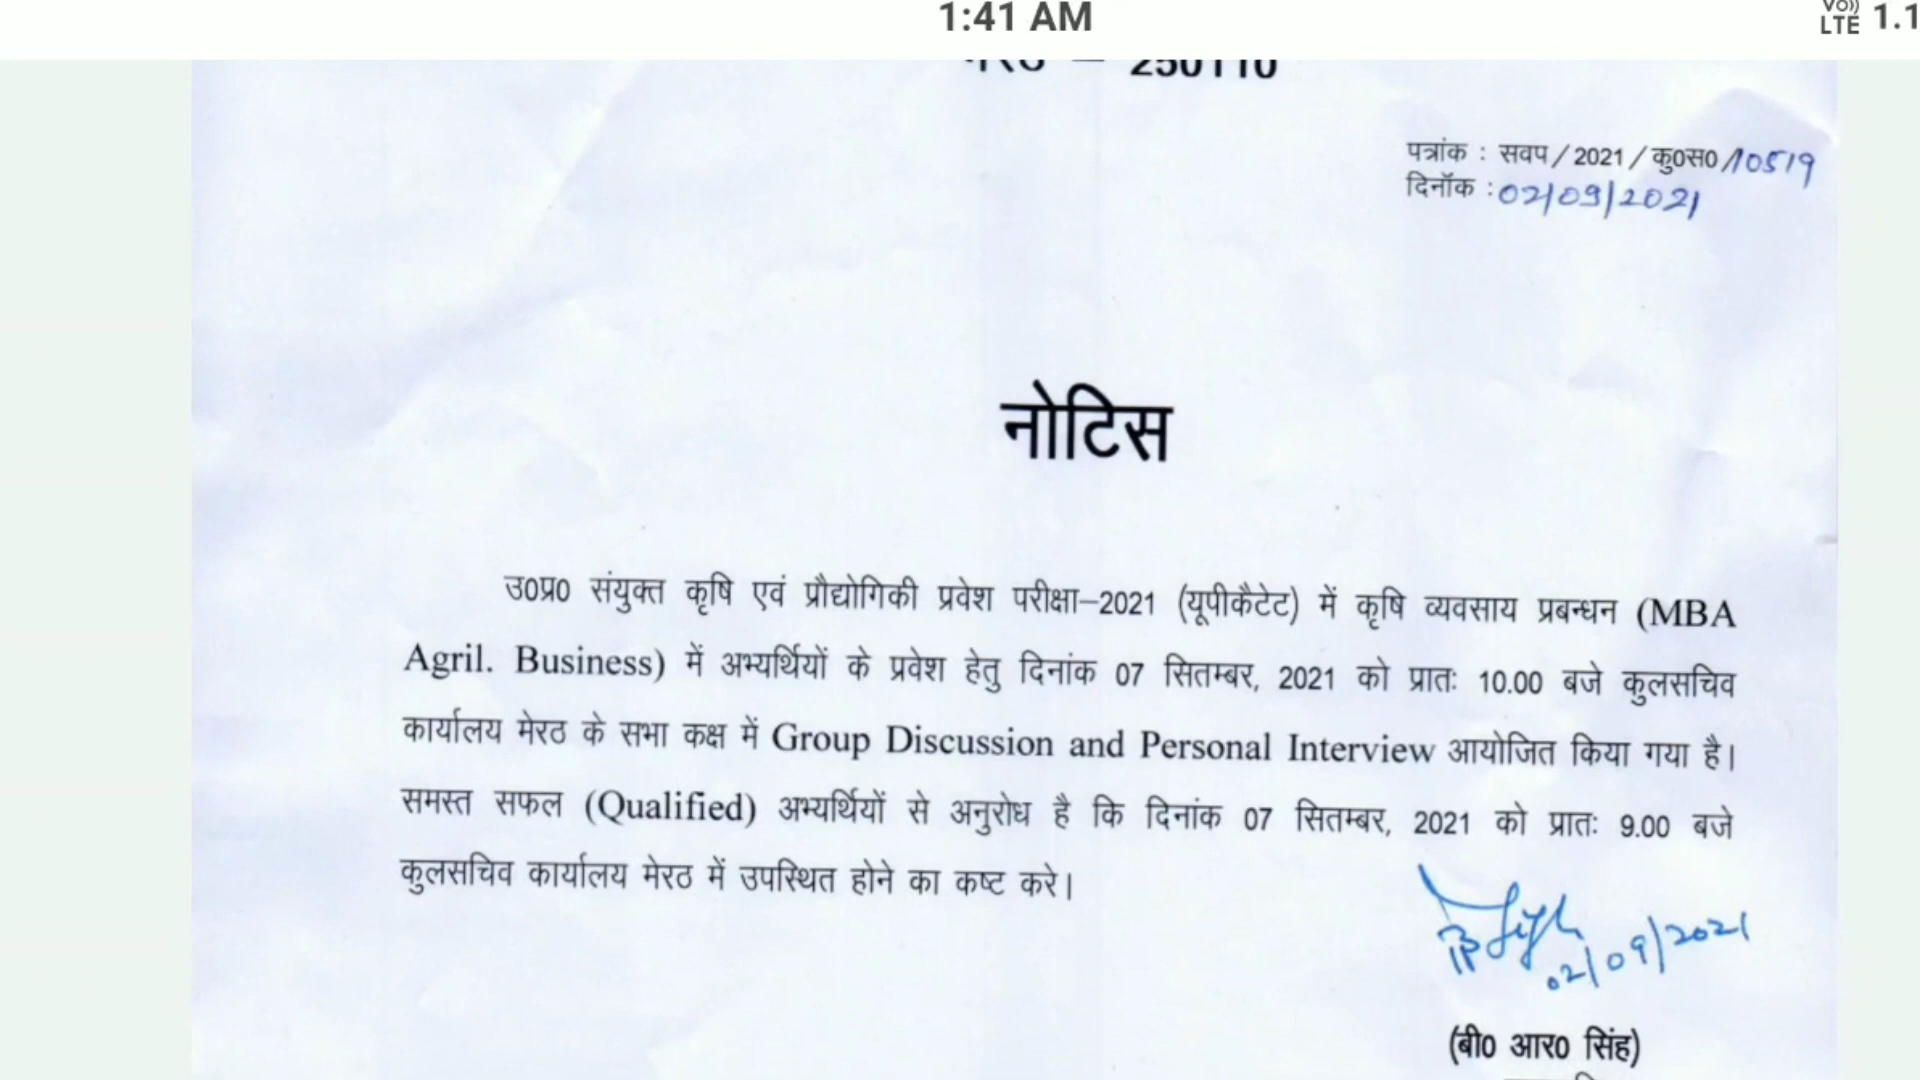 1:41 AM
VO))
LTE 1.1
250110
पत्रांक : सवप/2021/कु0स0/10519
दिनॉक : 02/09/2021
नोटिस
उ0प्र0 संयुक्त कृषि एवं प्रौद्योगिकी प्रवेश परीक्षा–2021 (यूपीकैटेट) में कृषि व्यवसाय प्रबन्धन (MBA
Agril. Business) में अभ्यर्थियों के प्रवेश हेतु दिनांक 07 सितम्बर, 2021 को प्रातः 10.00 बजे कुलसचिव
कार्यालय मेरठ के सभा कक्ष में Group Discussion and Personal Interview आयोजित किया गया है।
समस्त सफल (Qualified) अभ्यर्थियों से अनुरोध है कि दिनांक 07 सितम्बर, 2021 को प्रातः 9.00 बजे
कुलसचिव कार्यालय मेरठ में उपस्थित होने का कष्ट करे।
02/09/2021
(बी0 आर0 सिंह)